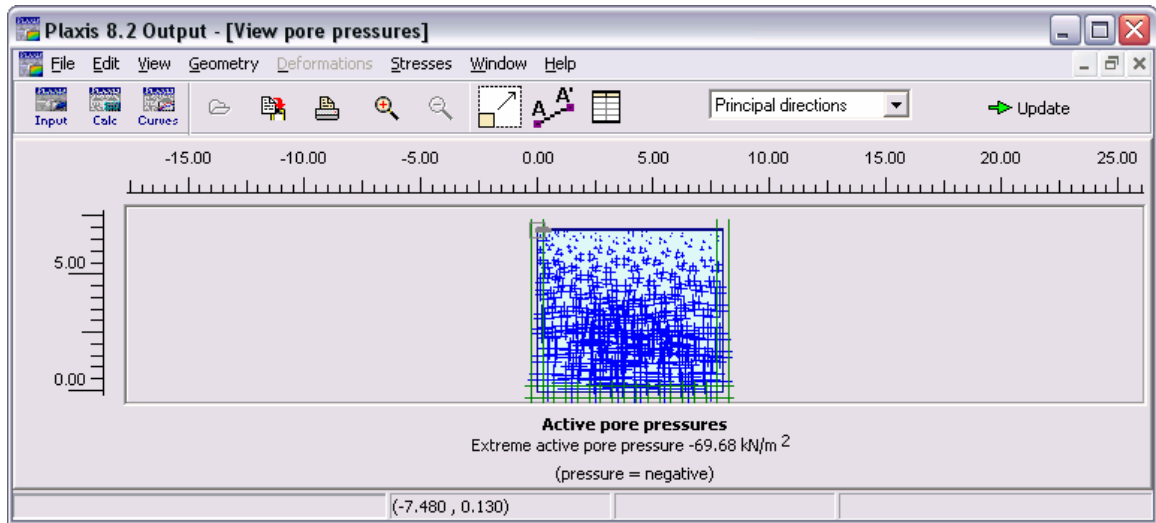 Plaxis 8.2 Output - [View pore pressures]
File Edit View Geometry Deformations Stresses Window Help
Input Calc Curves A A' Principal directions Update
-15.00 -10.00 -5.00 0.00 5.00 10.00 15.00 20.00 25.00
5.00
0.00
Active pore pressures
Extreme active pore pressure -69.68 kN/m 2
(pressure = negative)
(-7.480 , 0.130)